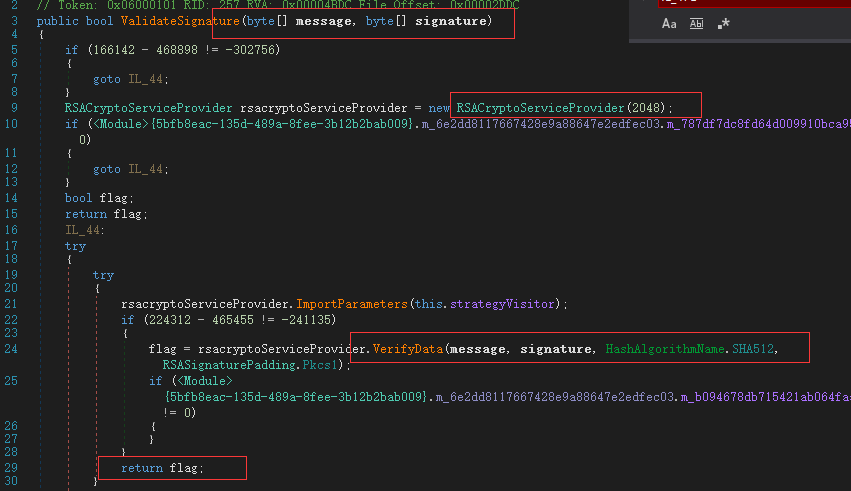 2 // Token: 0x06000101 RID: 257 RVA: 0x00004BDC File Offset: 0x00002DDC
3 public bool ValidateSignature(byte[] message, byte[] signature)
4 {
5 if (166142 - 468898 != -302756)
6 {
7 goto IL_44;
8 }
9 RSACryptoServiceProvider rsacryptoServiceProvider = new RSACryptoServiceProvider(2048);
10 if (<Module>{5bfb8eac-135d-489a-8fee-3b12b2bab009}.m_6e2dd8117667428e9a88647e2edfec03.m_787df7dc8fd64d009910bca95
0)
11 {
12 goto IL_44;
13 }
14 bool flag;
15 return flag;
16 IL_44:
17 try
18 {
19 try
20 {
21 rsacryptoServiceProvider.ImportParameters(this.strategyVisitor);
22 if (224312 - 465455 != -241135)
23 {
24 flag = rsacryptoServiceProvider.VerifyData(message, signature, HashAlgorithmName.SHA512,
RSASignaturePadding.Pkcs1);
25 if (<Module>
{5bfb8eac-135d-489a-8fee-3b12b2bab009}.m_6e2dd8117667428e9a88647e2edfec03.m_b094678db715421ab064faa
!= 0)
26 {
27 }
28 }
29 return flag;
30 }
Aa Ab .*